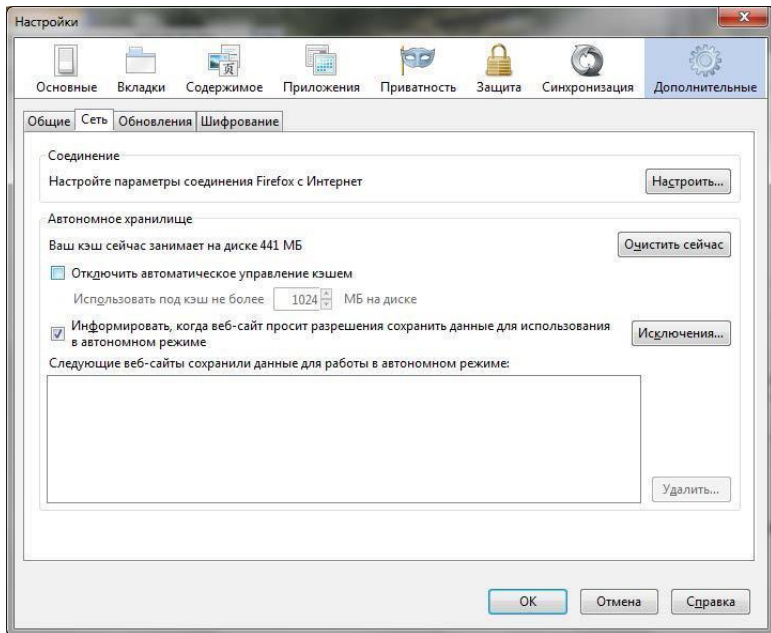 Настройки
Основные Вкладки Содержимое Приложения Приватность Защита Синхронизация Дополнительные
Общие Сеть Обновления Шифрование
Соединение
Настройте параметры соединения Firefox с Интернет Настроить...
Автономное хранилище
Ваш кэш сейчас занимает на диске 441 МБ Очистить сейчас
Отключить автоматическое управление кэшем
Использовать под кэш не более 1024 МБ на диске
Информировать, когда веб-сайт просит разрешения сохранить данные для использования
в автономном режиме Исключения...
Следующие веб-сайты сохранили данные для работы в автономном режиме:
Удалить...
OK Отмена Справка